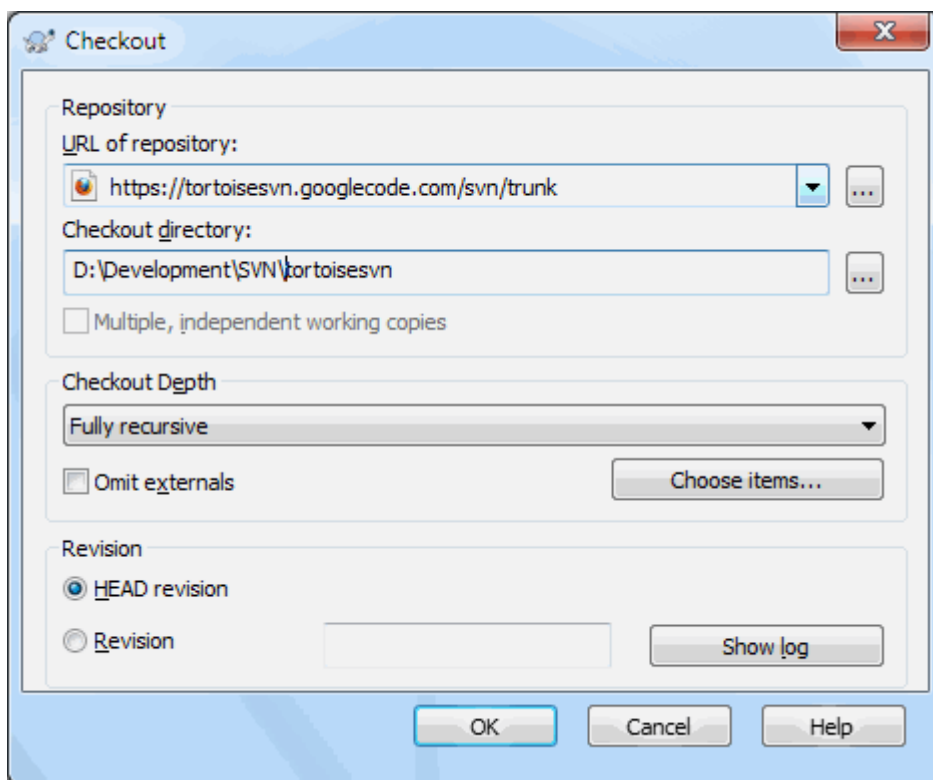 Checkout
Repository
URL of repository:
https://tortoisesvn.googlecode.com/svn/trunk
...
Checkout directory:
D:\Development\SVN\tortoisesvn
...
Multiple, independent working copies
Checkout Depth
Fully recursive
Omit externals
Choose items...
Revision
HEAD revision
Revision
Show log
OK Cancel Help